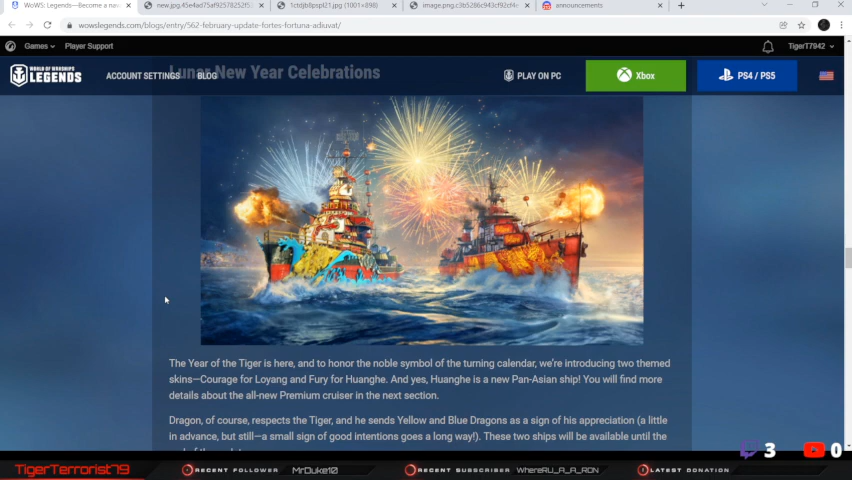 WoWS: Legends—Become a nav
new.jpg.45e4ad75af92578252f5
1ctdjb6pspt21.jpg (1001×898)
image.png.c3b5286c943cf92cf4
announcements
wowslegends.com/blogs/entry/562-february-update-fortes-fortuna-adiuvat/
Games
Player Support
TigerT7942
Lunar New Year Celebrations
WORLD OF WARSHIPS
LEGENDS
ACCOUNT SETTINGS
BLOG
PLAY ON PC
Xbox
PS4 / PS5
The Year of the Tiger is here, and to honor the noble symbol of the turning calendar, we're introducing two themed
skins—Courage for Loyang and Fury for Huanghe. And yes, Huanghe is a new Pan-Asian ship! You will find more
details about the all-new Premium cruiser in the next section.
Dragon, of course, respects the Tiger, and he sends Yellow and Blue Dragons as a sign of his appreciation (a little
in advance, but still—a small sign of good intentions goes a long way!). These two ships will be available until the
3
0
TigerTerrorist79
RECENT FOLLOWER
MrDuke10
RECENT SUBSCRIBER
WhereRU_A_A_RON
LATEST DONATION